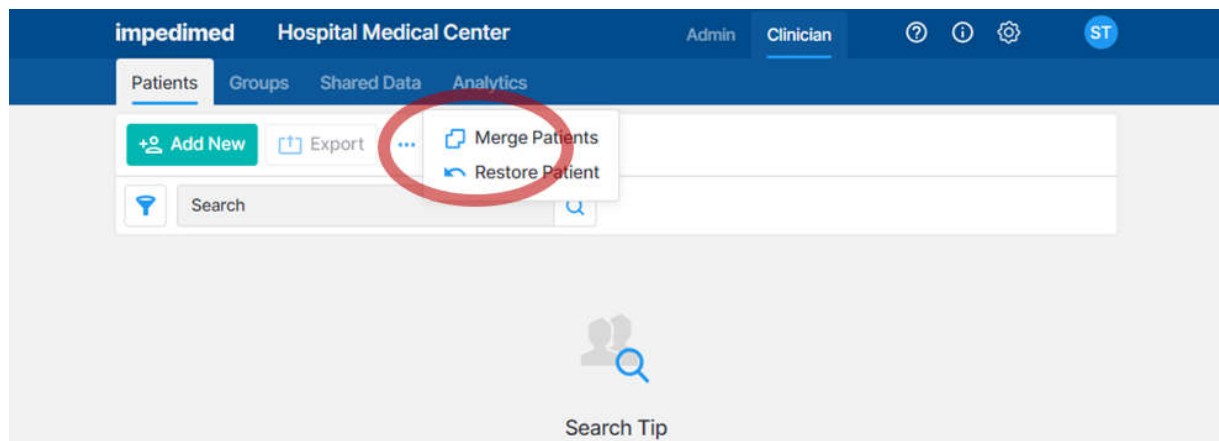 impedimed Hospital Medical Center Admin Clinician ST
Patients Groups Shared Data Analytics
Add New Export ... Merge Patients
Restore Patient
Search
Search Tip